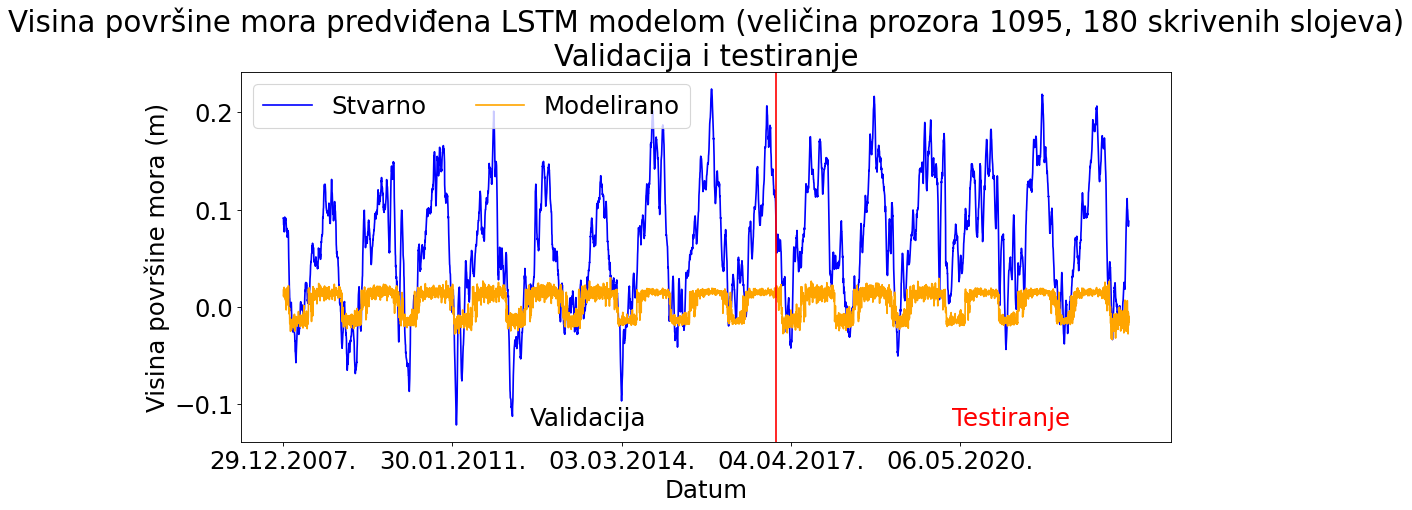 Visina površine mora predviđena LSTM modelom (veličina prozora 1095, 180 skrivenih slojeva)
Validacija i testiranje
Stvarno
Modelirano
Visina površine mora (m)
0.2
0.1
0.0
−0.1
Validacija
Testiranje
29.12.2007.
30.01.2011.
03.03.2014.
04.04.2017.
06.05.2020.
Datum